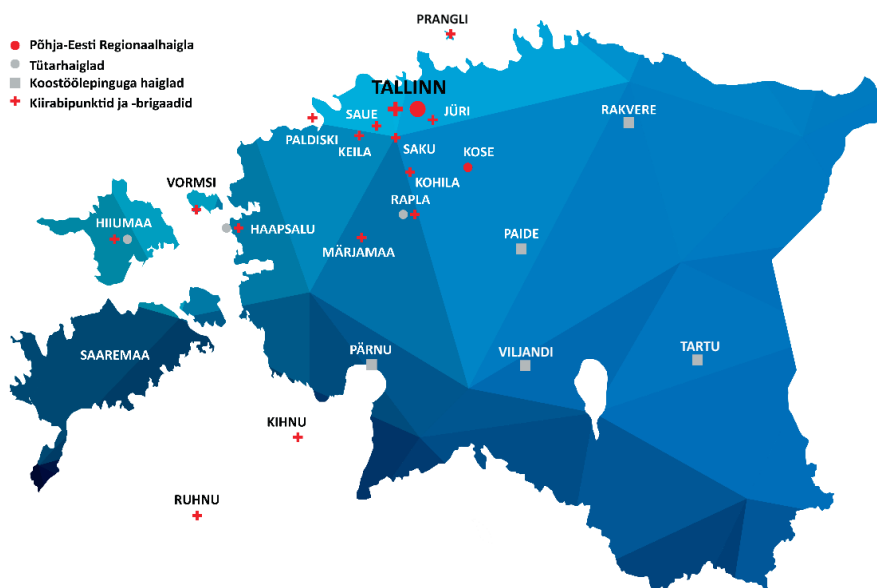 PRANGLI
Põhja-Eesti Regionaalhaigla
Tütarhaiglad
Koostöölepinguga haiglad
Kiirabipunktid ja -brigaadid
TALLINN
SAUE
JÜRI
RAKVERE
PALDISKI
KEILA
SAKU
KOSE
KOHILA
VORMSI
RAPLA
HIIUMAA
HAAPSALU
PAIDE
MÄRJAMAA
SAAREMAA
PÄRNU
VILJANDI
TARTU
KIHNU
RUHNU